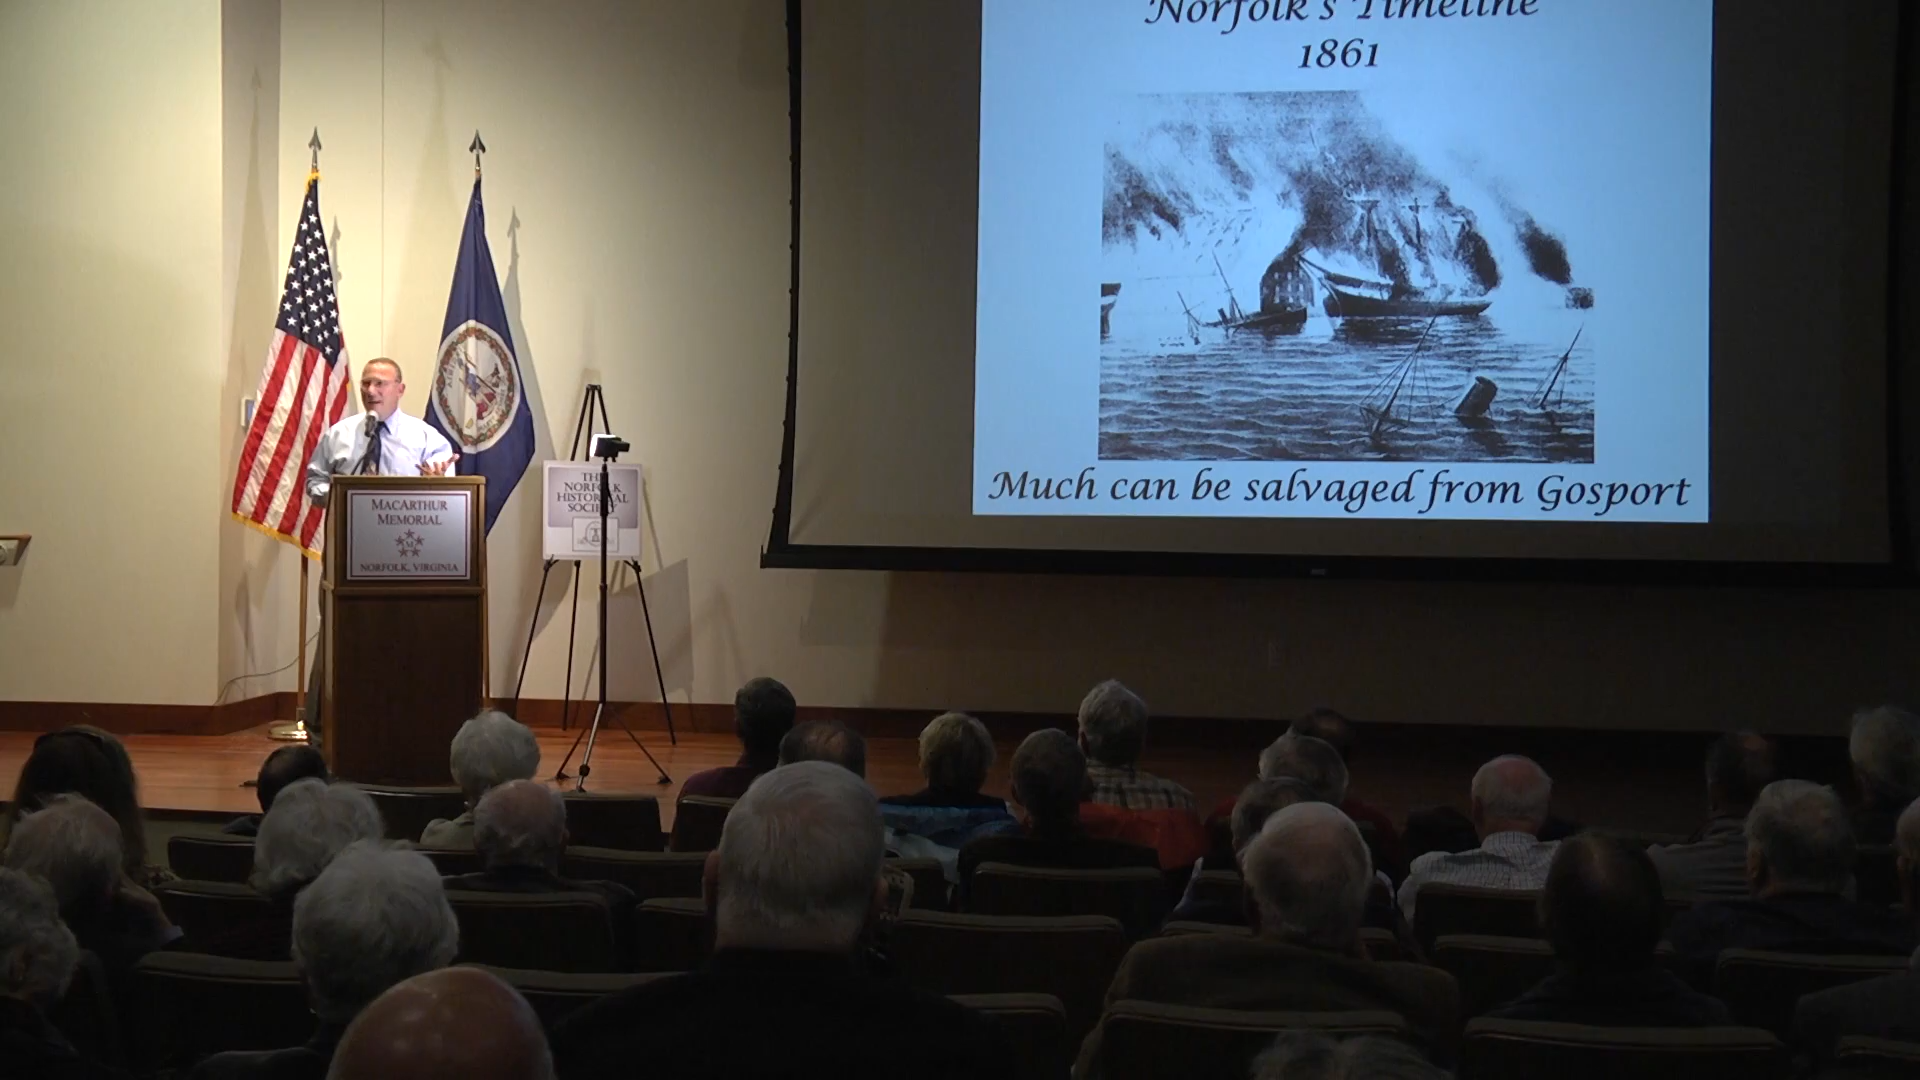 Norfolk's Timeline
1861
Much can be salvaged from Gosport
MACARTHUR
MEMORIAL
M
NORFOLK, VIRGINIA
THE
NORFOLK
HISTORICAL
SOCIETY